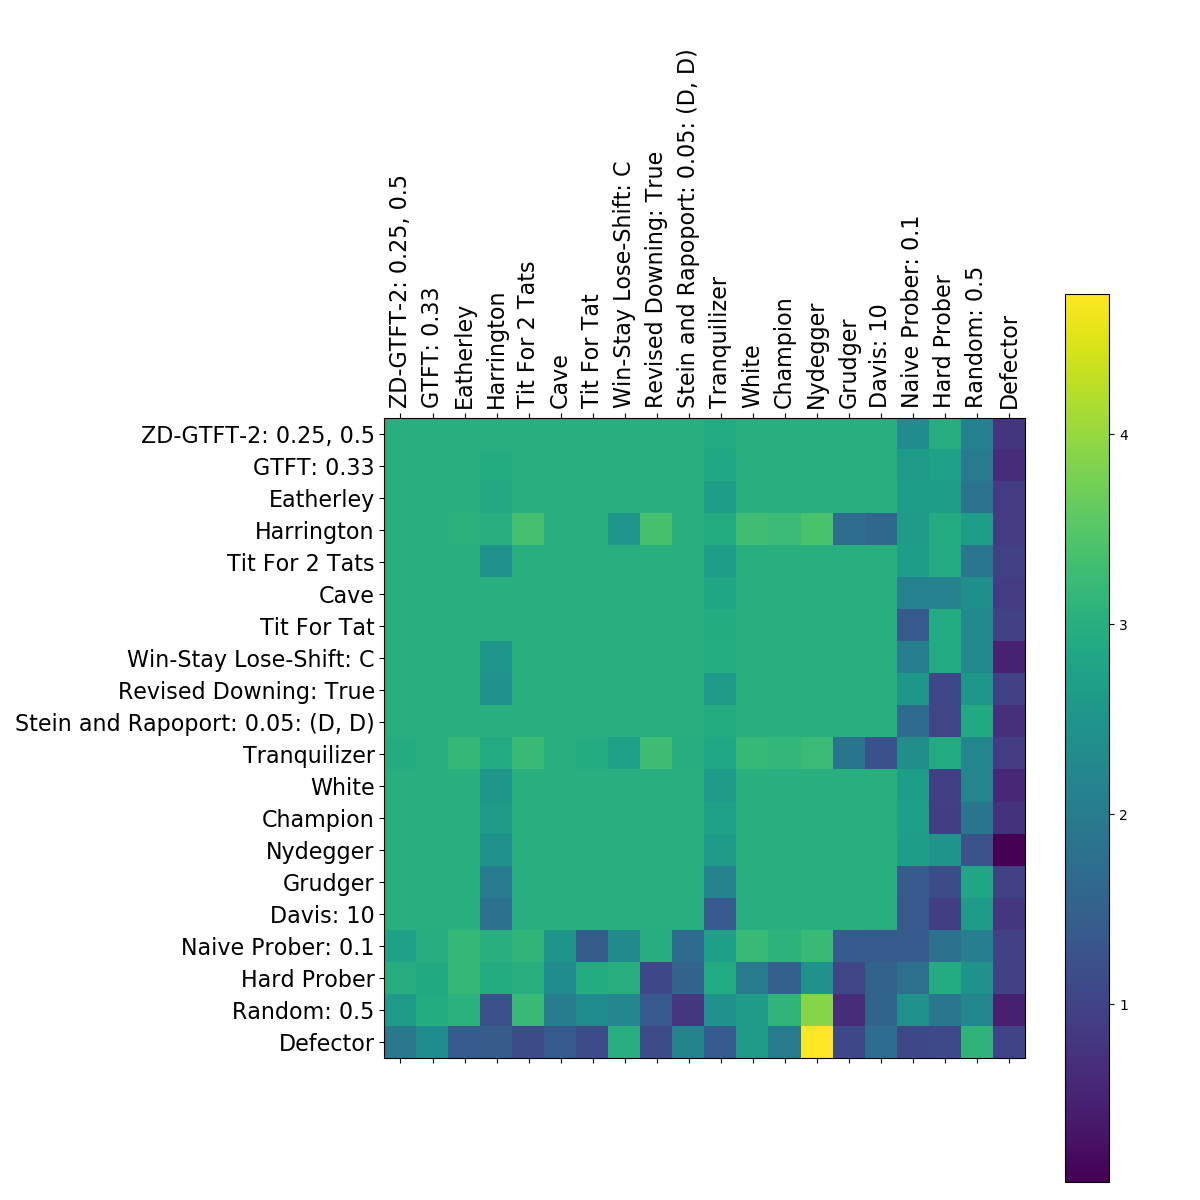 ZD-GTFT-2: 0.25, 0.5
GTFT: 0.33
Eatherley
Harrington
Tit For 2 Tats
Cave
Tit For Tat
Win-Stay Lose-Shift: C
Revised Downing: True
Stein and Rapoport: 0.05: (D, D)
Tranquilizer
White
Champion
Nydegger
Grudger
Davis: 10
Naive Prober: 0.1
Hard Prober
Random: 0.5
Defector
ZD-GTFT-2: 0.25, 0.5
GTFT: 0.33
Eatherley
Harrington
Tit For 2 Tats
Cave
Tit For Tat
Win-Stay Lose-Shift: C
Revised Downing: True
Stein and Rapoport: 0.05: (D, D)
Tranquilizer
White
Champion
Nydegger
Grudger
Davis: 10
Naive Prober: 0.1
Hard Prober
Random: 0.5
Defector
4
3
2
1